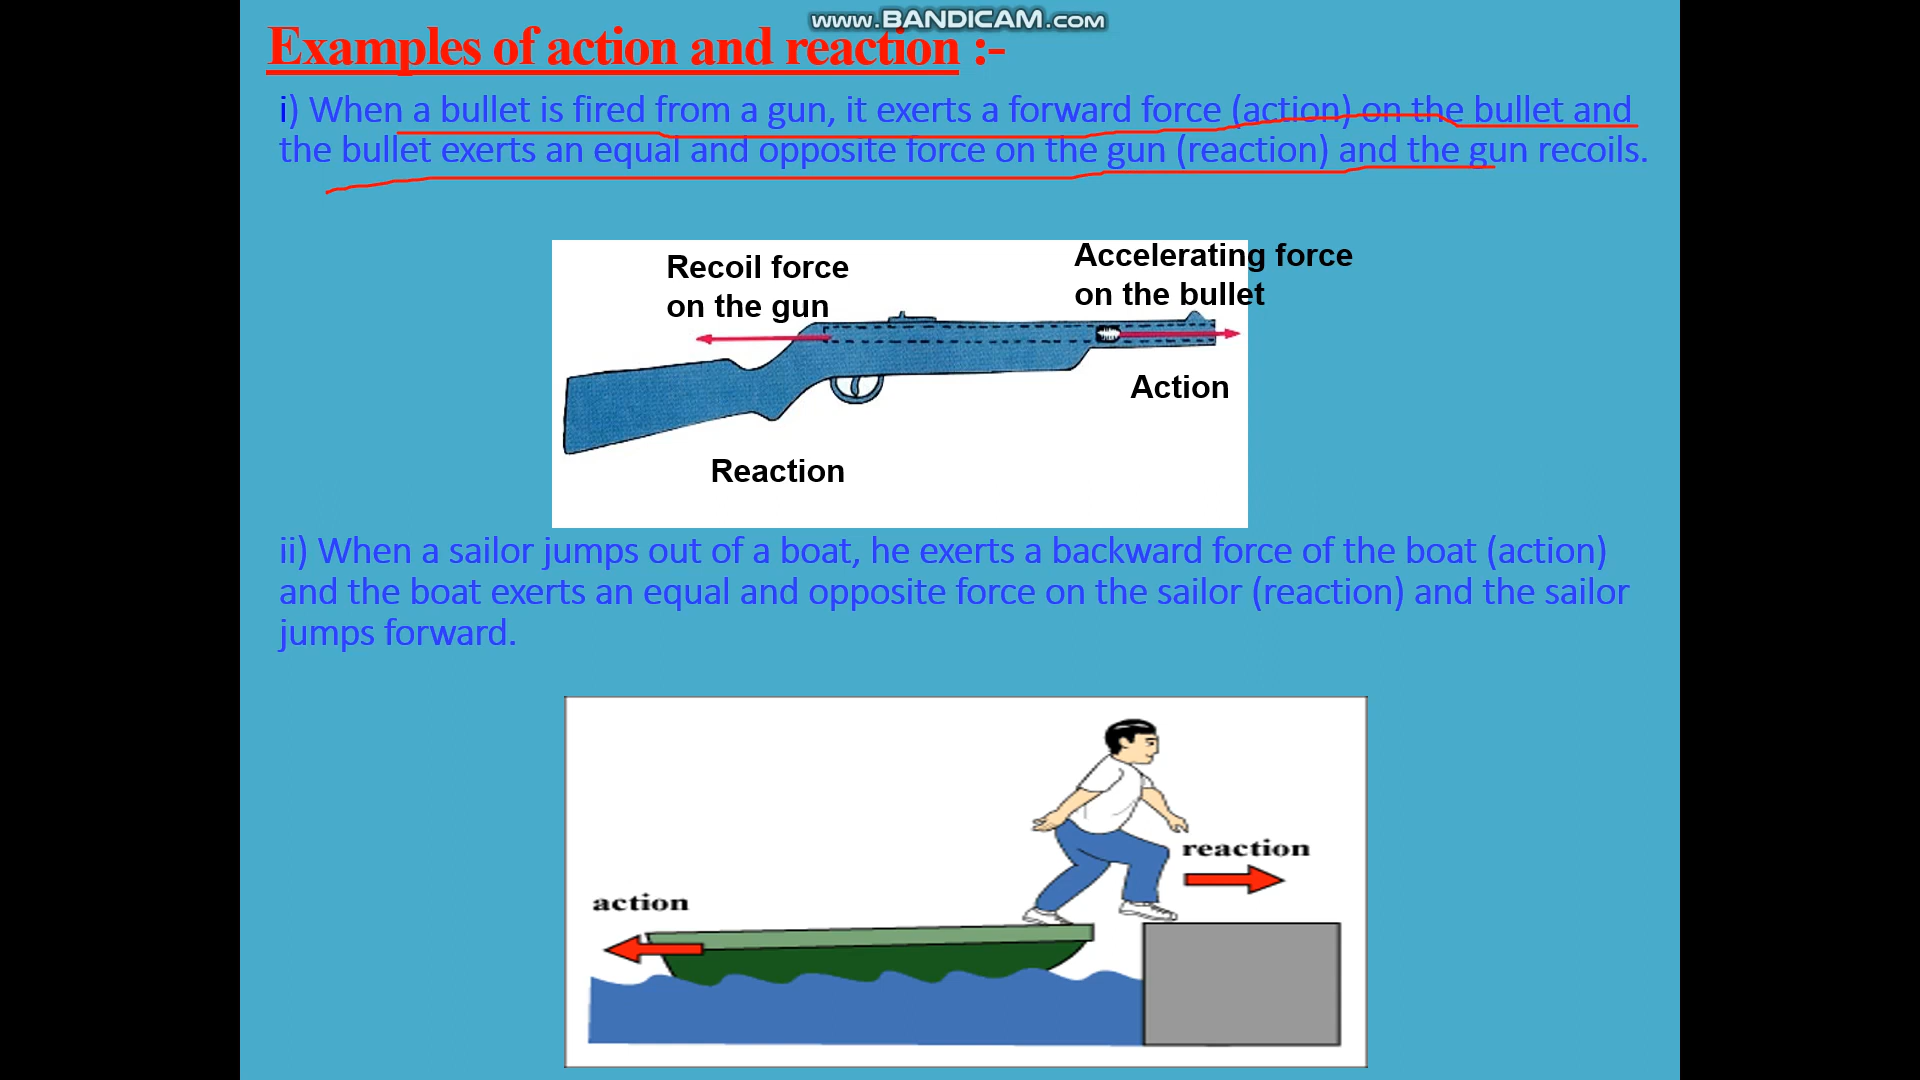 www.BANDICAM.com
Examples of action and reaction :-
i) When a bullet is fired from a gun, it exerts a forward force (action) on the bullet and
the bullet exerts an equal and opposite force on the gun (reaction) and the gun recoils.
Recoil force
on the gun
Accelerating force
on the bullet
Action
Reaction
ii) When a sailor jumps out of a boat, he exerts a backward force of the boat (action)
and the boat exerts an equal and opposite force on the sailor (reaction) and the sailor
jumps forward.
reaction
action